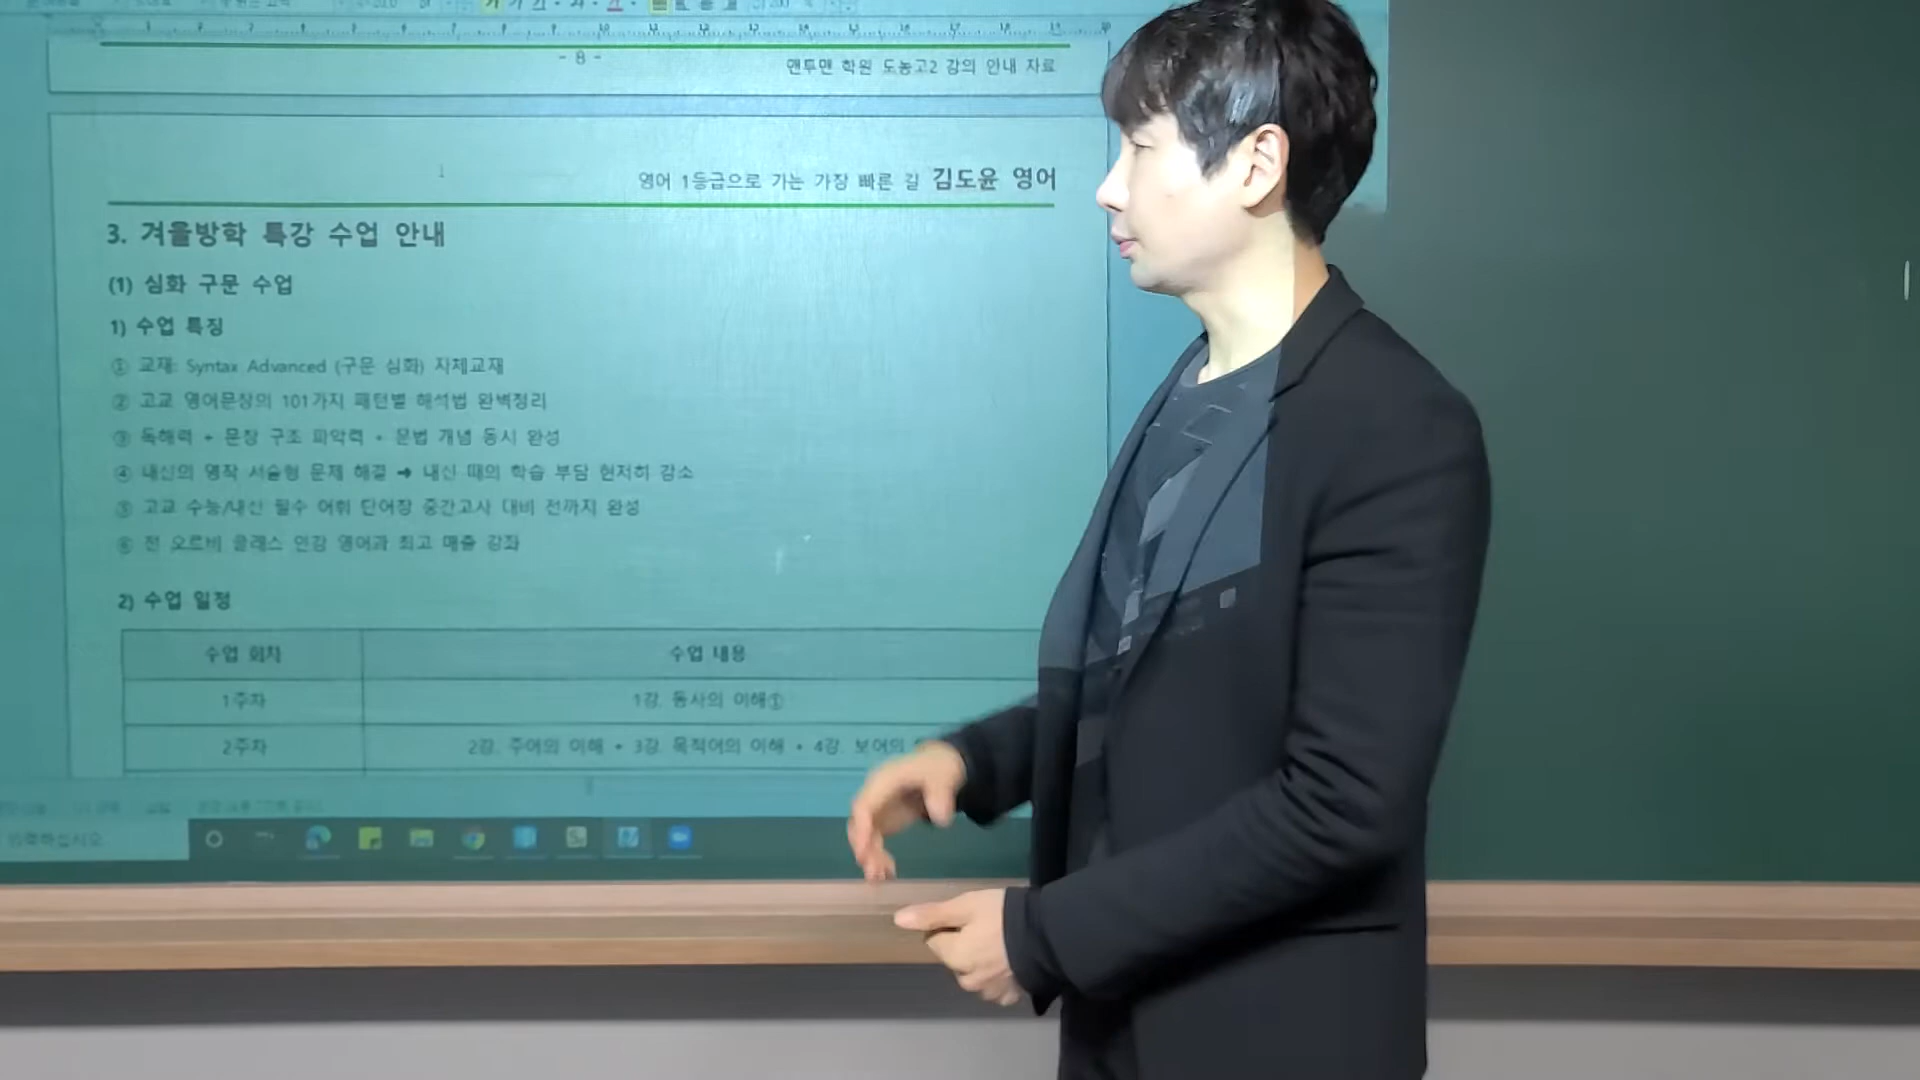 - 8 -
맨투맨 학원 도농고2 강의 안내 자료
영어 1등급으로 가는 가장 빠른 길 김도윤 영어
3. 겨울방학 특강 수업 안내
(1) 심화 구문 수업
1) 수업 특징
① 교재: Syntax Advanced (구문 심화) 자체교재
② 고교 영어문장의 101가지 패턴별 해석법 완벽정리
③ 독해력 + 문장 구조 파악력 + 문법 개념 동시 완성
④ 내신의 영작 서술형 문제 해결 → 내신 때의 학습 부담 현저히 감소
⑤ 고교 수능/내신 필수 어휘 단어장 중간고사 대비 전까지 완성
⑥ 전 오르비 클래스 인강 영어과 최고 매출 강좌
2) 수업 일정
수업 회차 수업 내용
1주차 1강. 동사의 이해①
2주차 2강. 주어의 이해 + 3강. 목적어의 이해 + 4강. 보어의